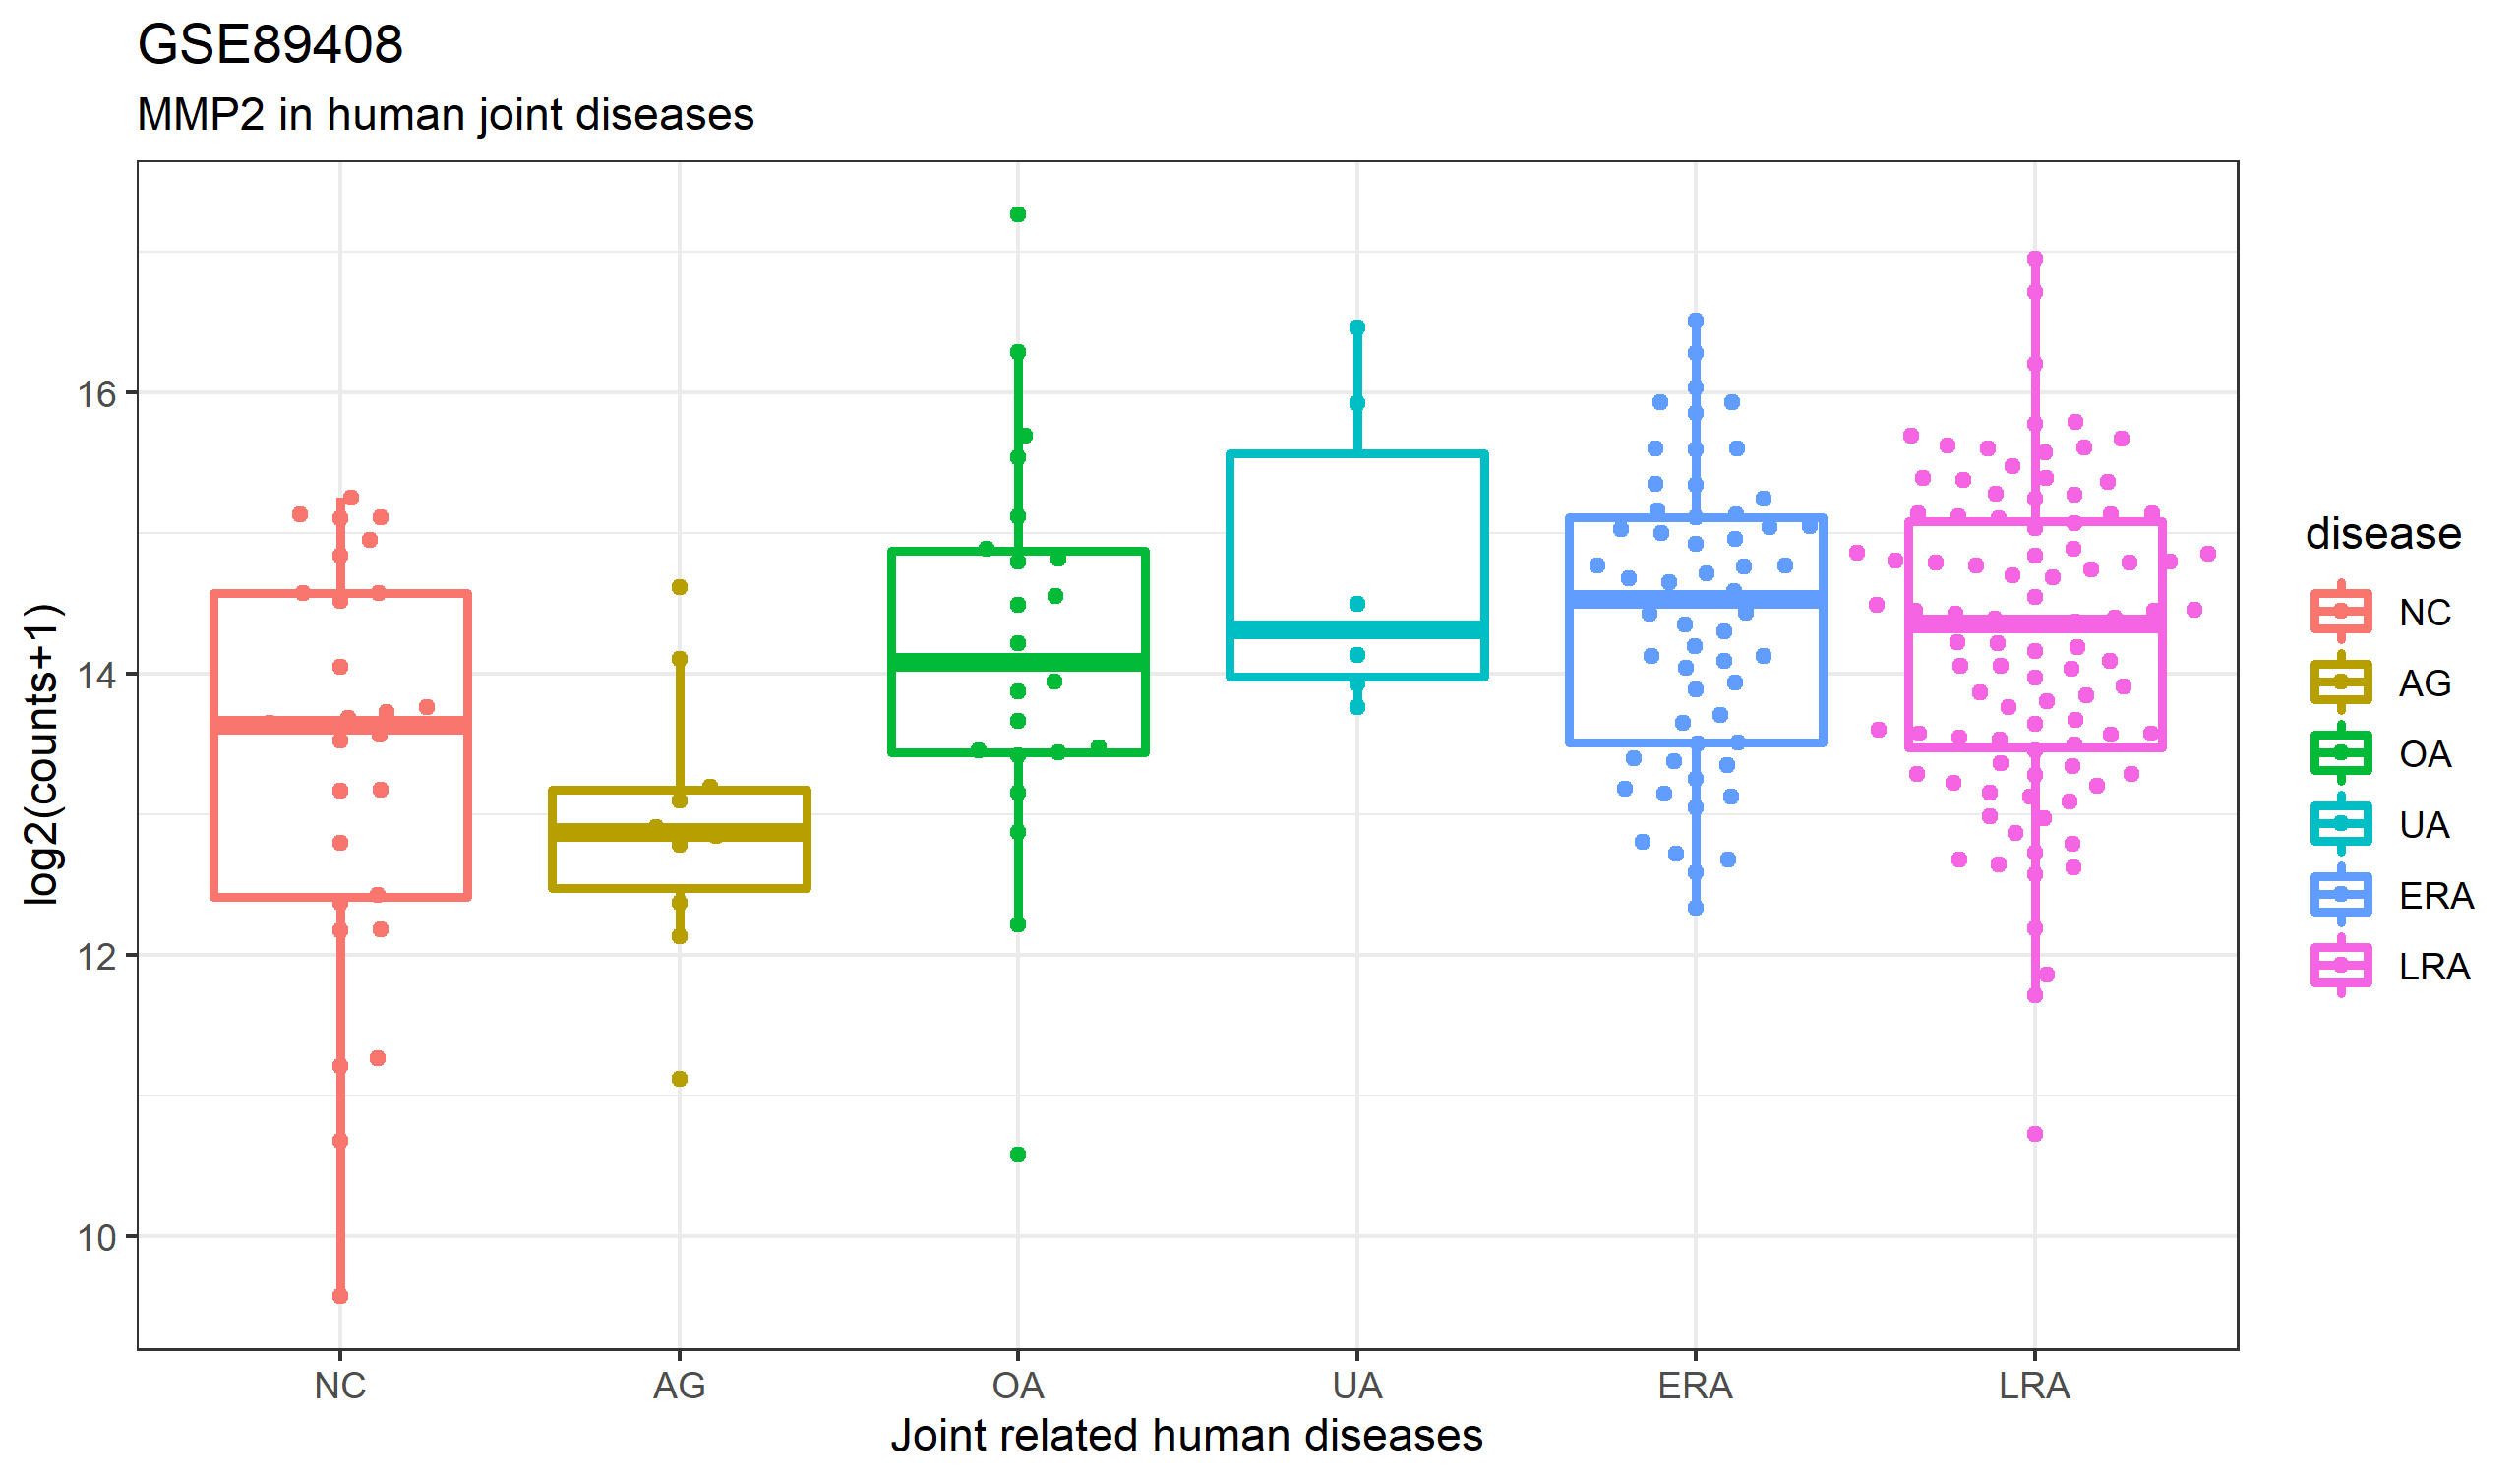 GSE89408
MMP2 in human joint diseases
log2(counts+1)
16
14
12
10
NC
AG
OA
UA
ERA
LRA
Joint related human diseases
disease
NC
AG
OA
UA
ERA
LRA